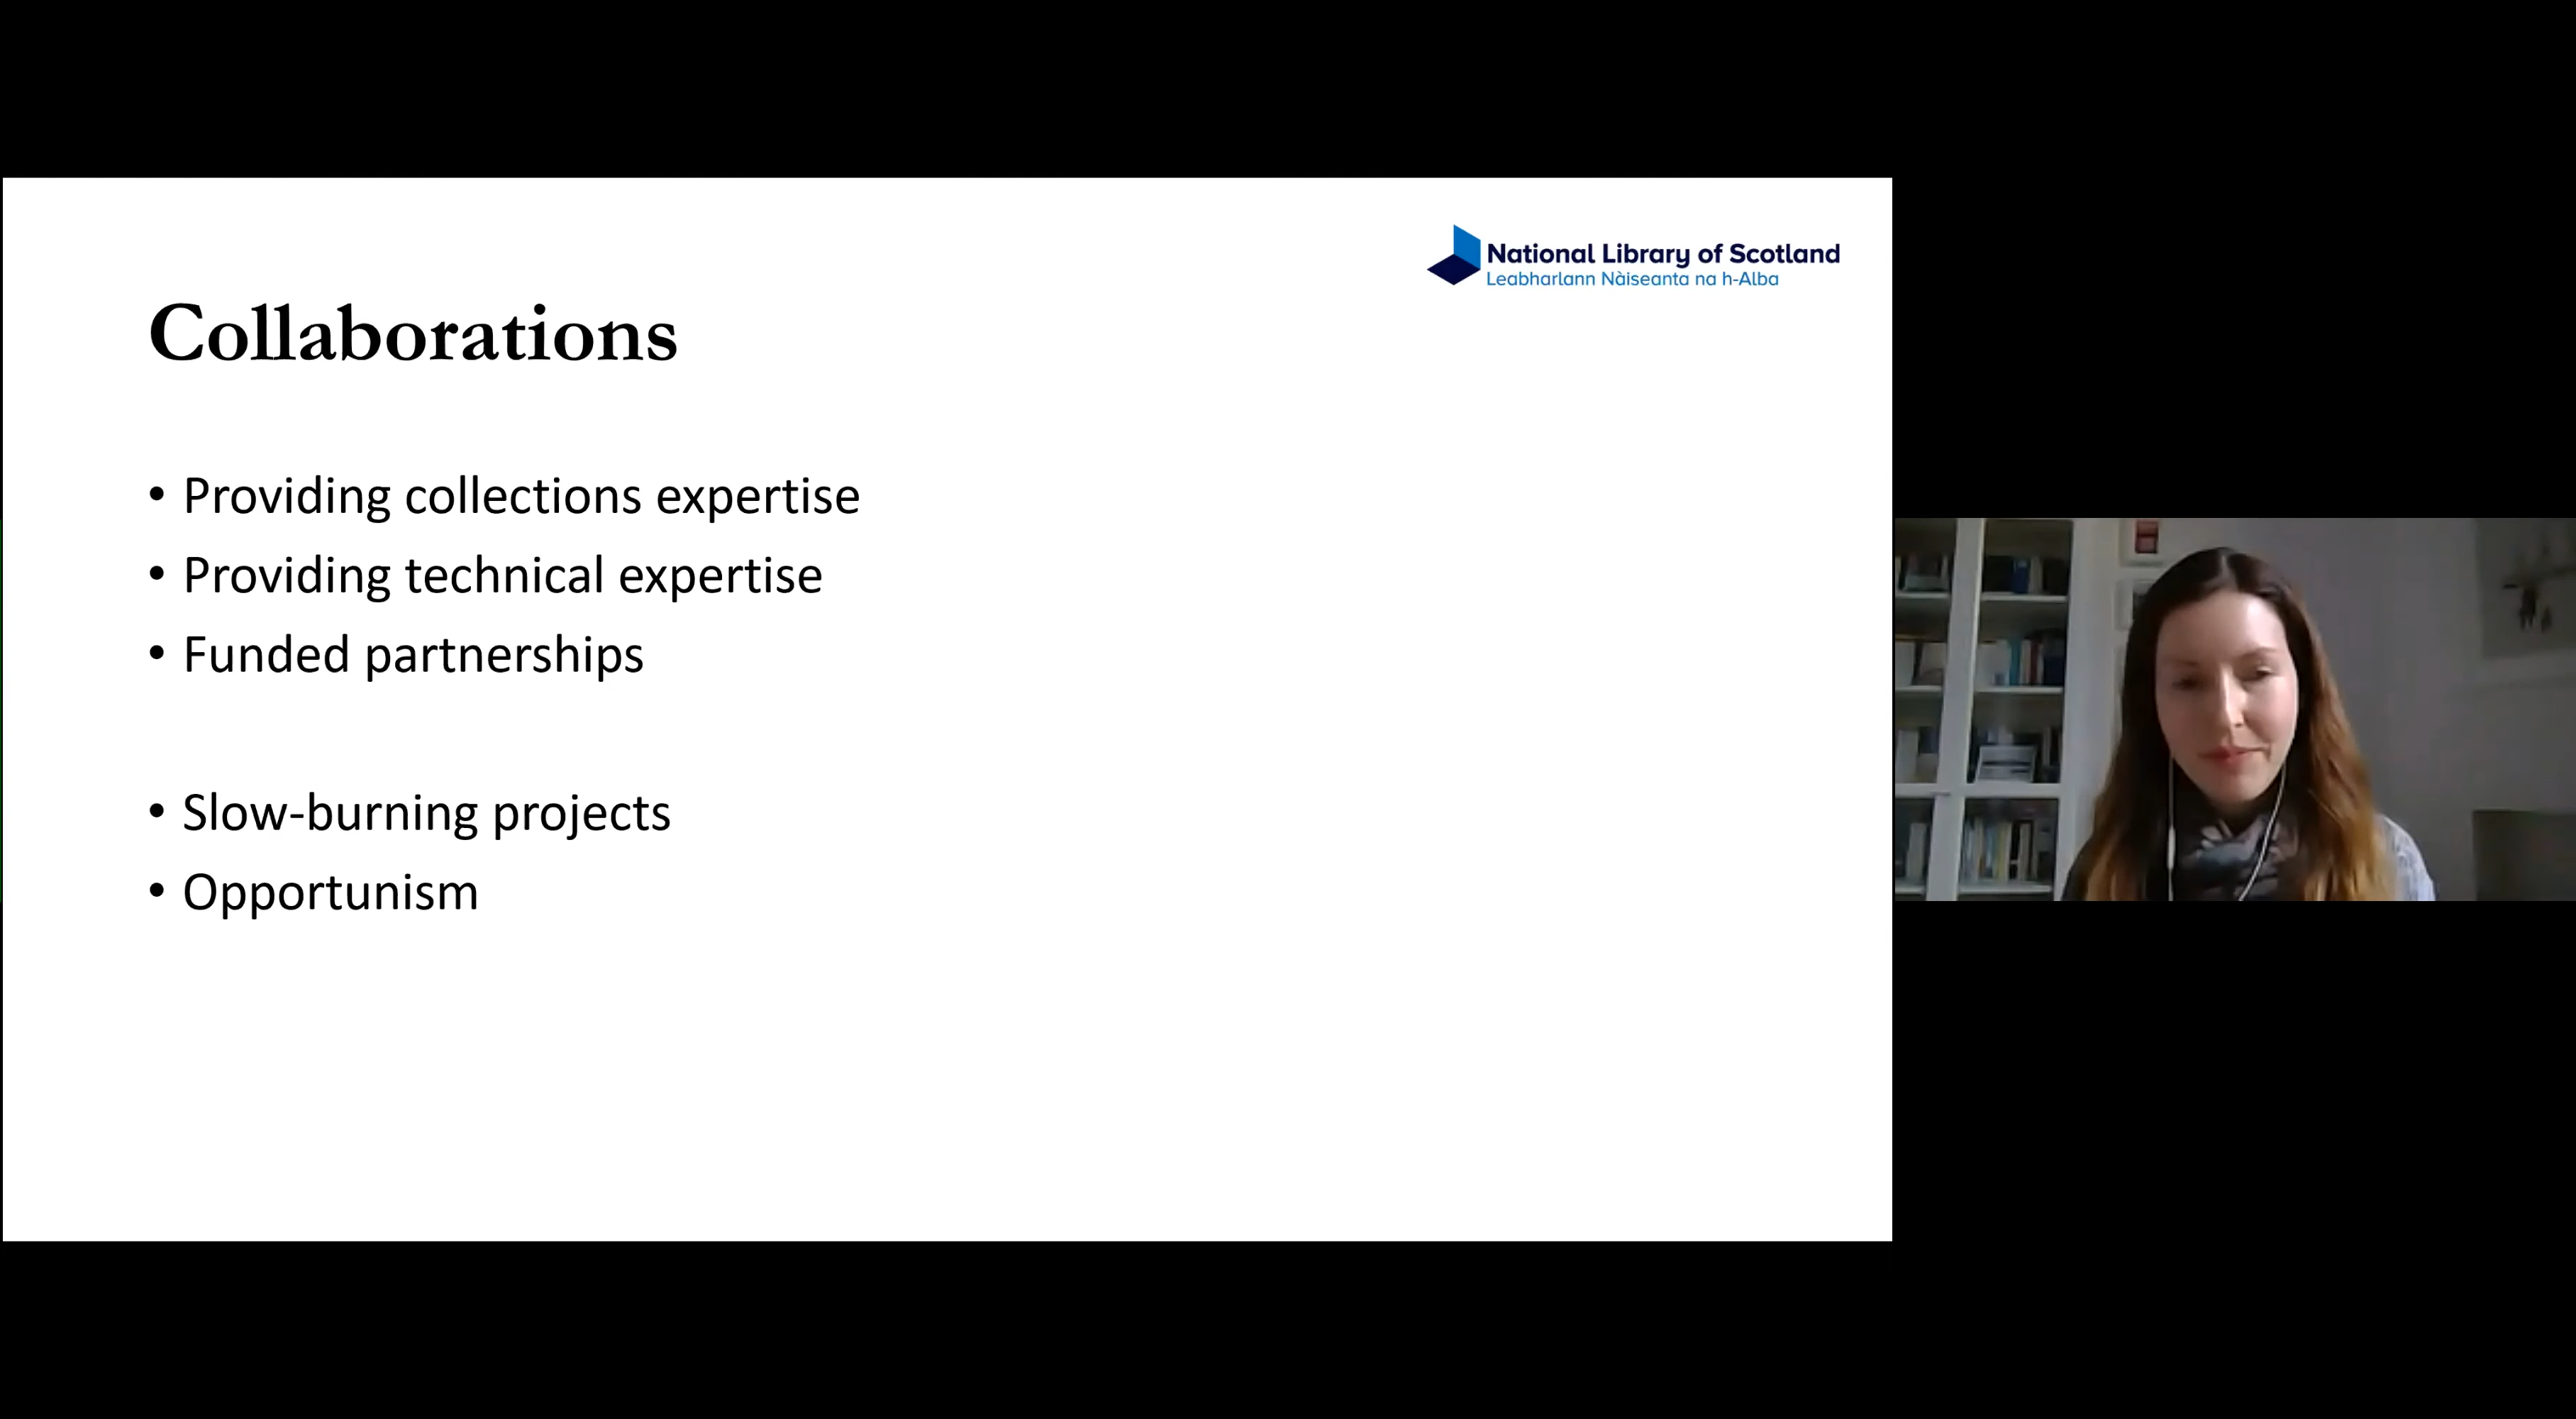 National Library of Scotland
Leabharlann Nàiseanta na h-Alba
Collaborations
• Providing collections expertise
• Providing technical expertise
• Funded partnerships
• Slow-burning projects
• Opportunism